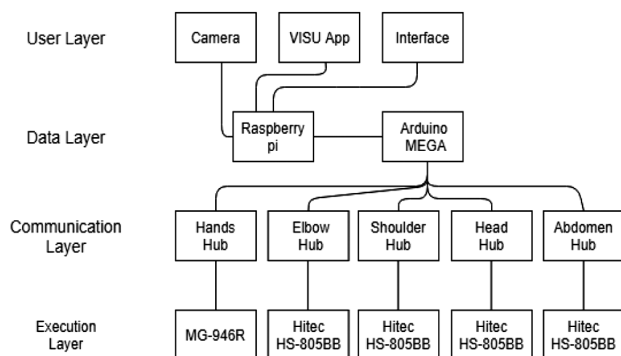 User Layer
Camera
VISU App
Interface
Data Layer
Raspberry
pi
Arduino
MEGA
Communication
Layer
Hands
Hub
Elbow
Hub
Shoulder
Hub
Head
Hub
Abdomen
Hub
Execution
Layer
MG-946R
Hitec
HS-805BB
Hitec
HS-805BB
Hitec
HS-805BB
Hitec
HS-805BB